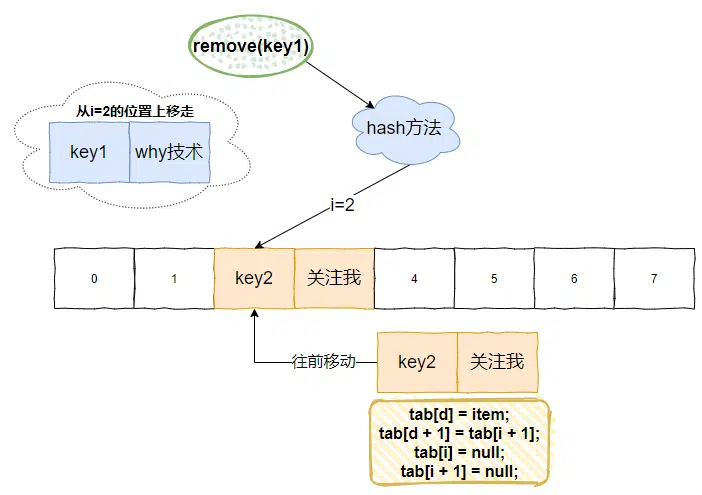 remove(key1)
从i=2的位置上移走
key1
why技术
hash方法
i=2
0
1
key2
关注我
4
5
6
7
往前移动
key2
关注我
tab[d] = item;
tab[d + 1] = tab[i + 1];
tab[i] = null;
tab[i + 1] = null;